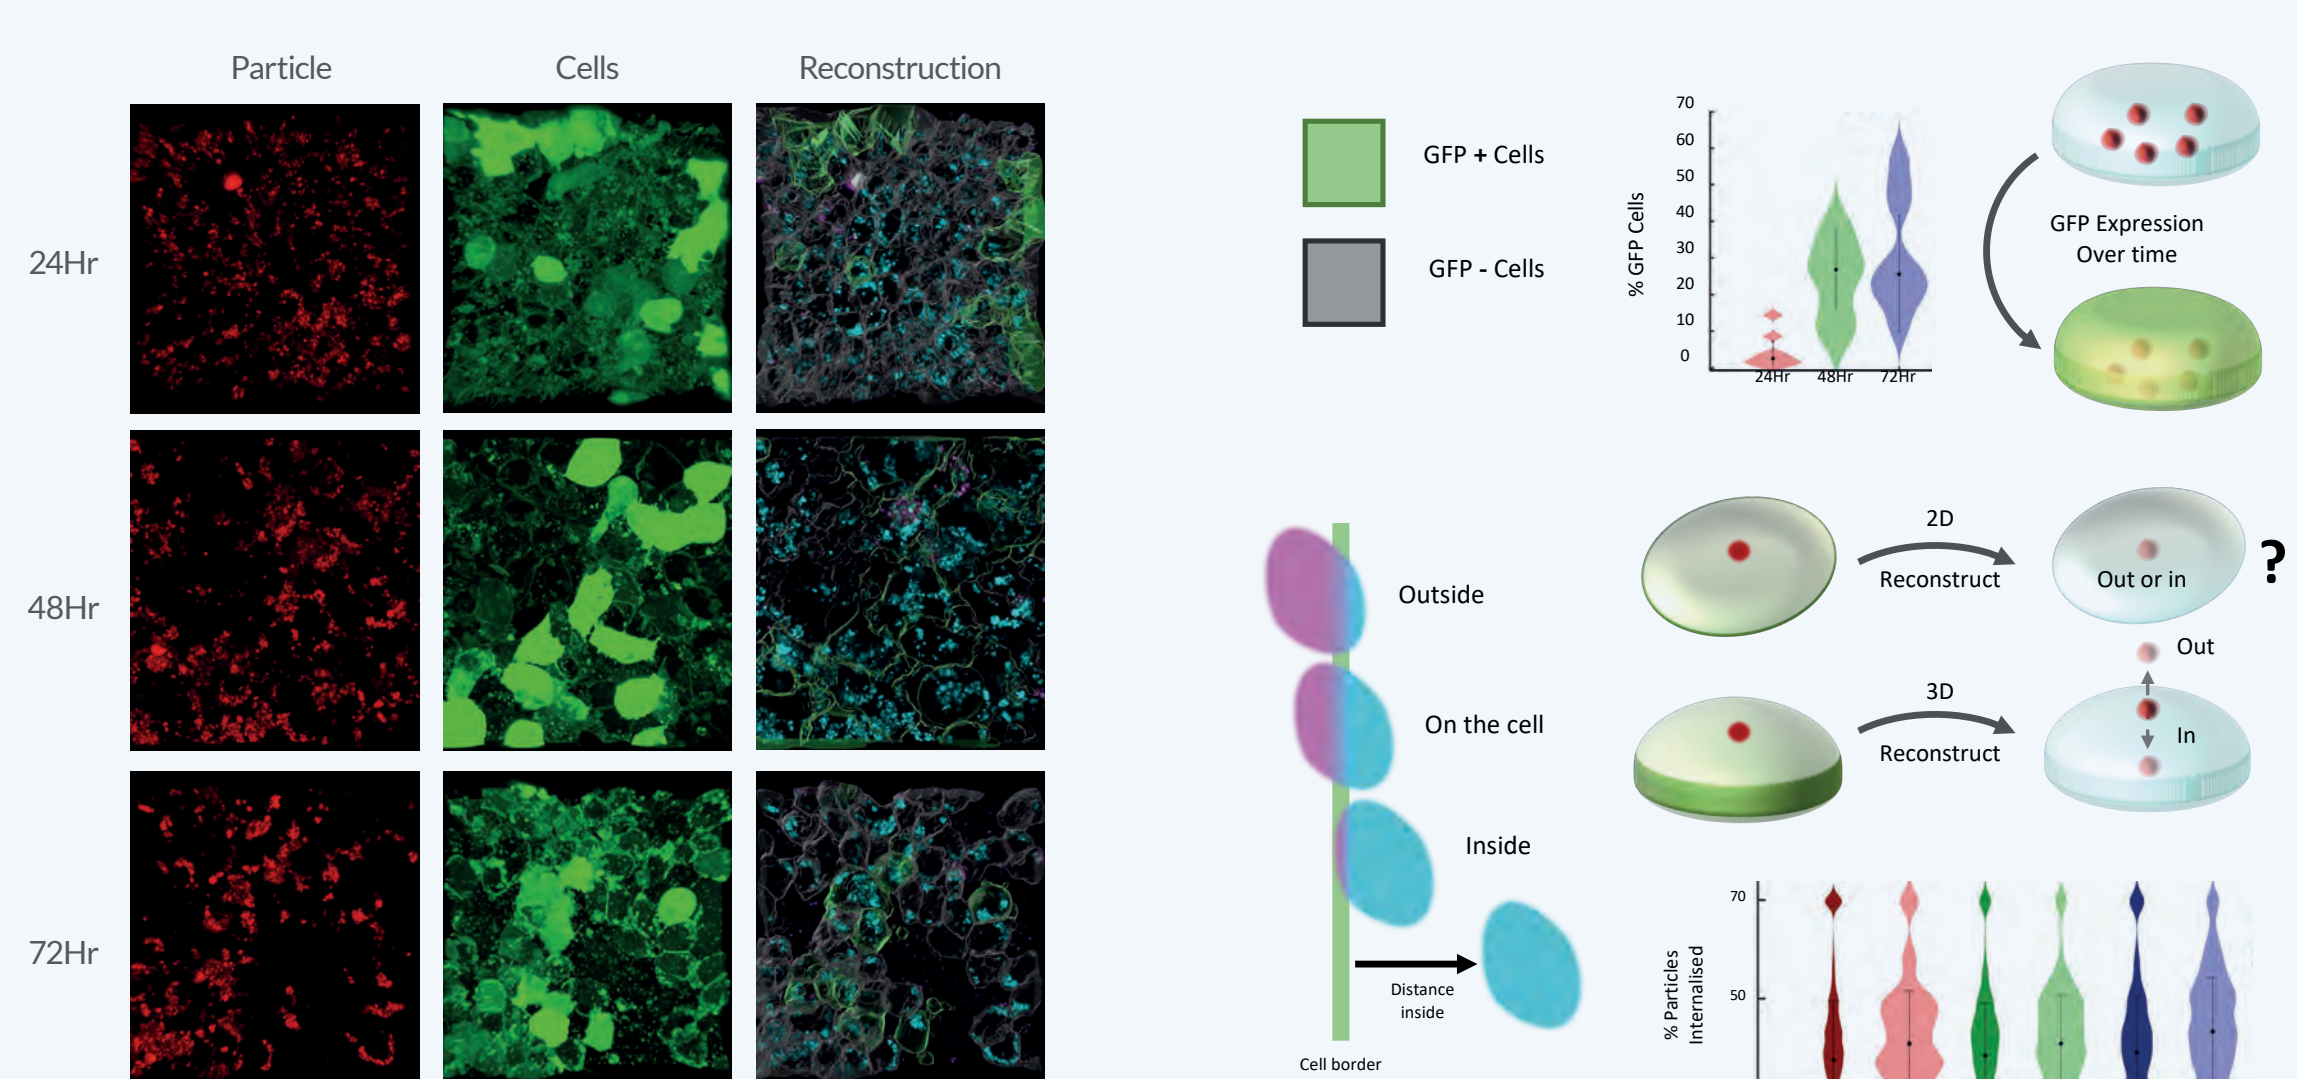 Particle
Cells
Reconstruction
24Hr
48Hr
72Hr
GFP + Cells
GFP - Cells
% GFP Cells
70
60
50
40
30
20
10
0
24Hr
48Hr
72Hr
GFP Expression
Over time
Outside
On the cell
Inside
Distance
inside
Cell border
2D
Reconstruct
Out or in
?
3D
Reconstruct
Out
In
% Particles
Internalised
70
50